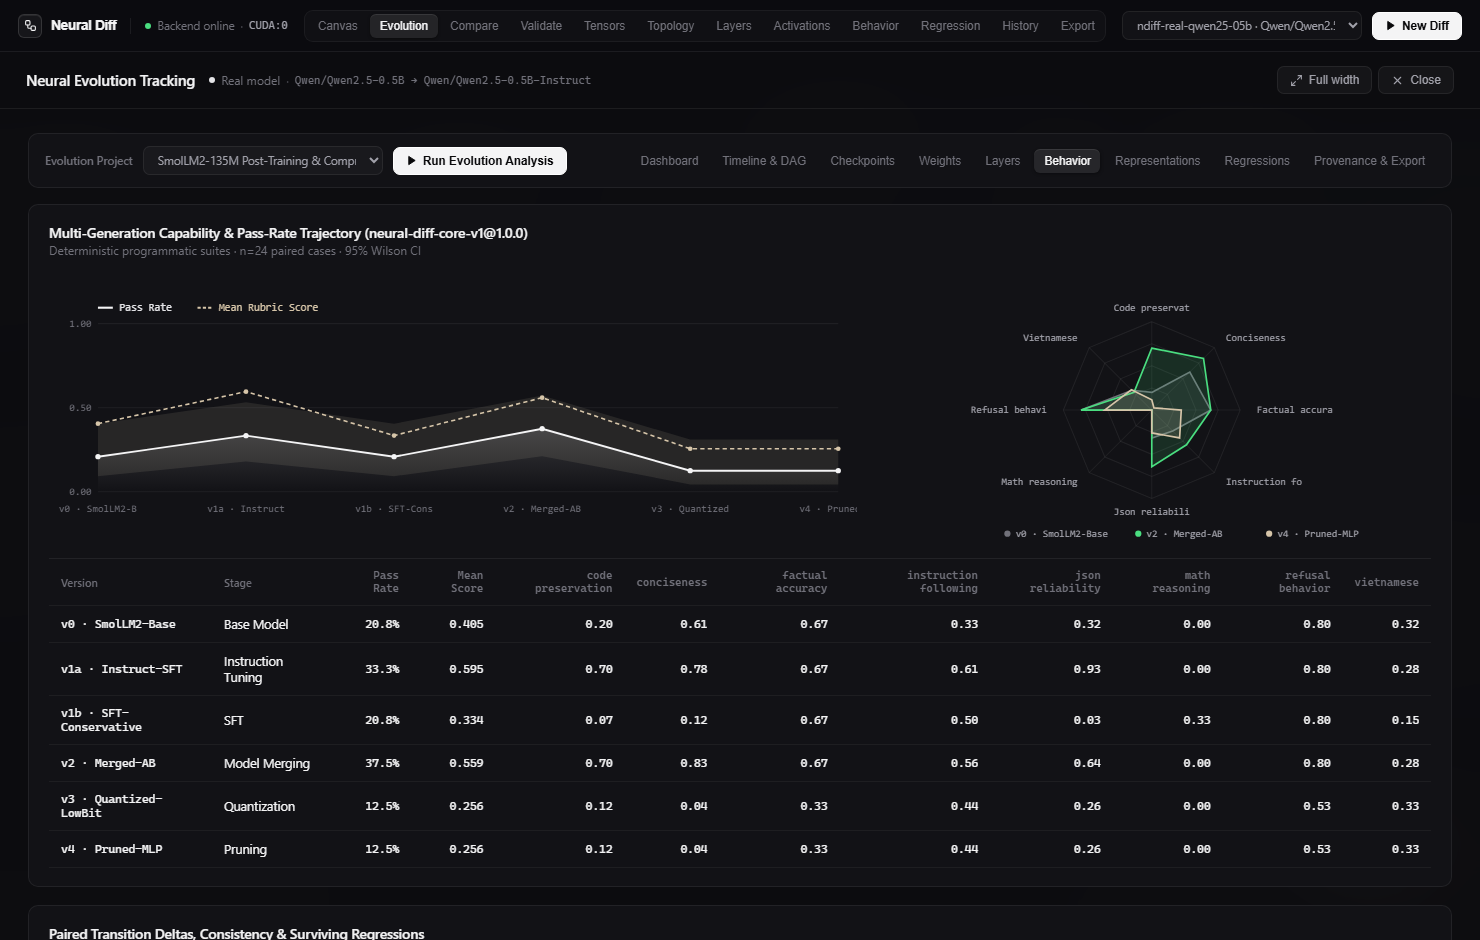 Neural Diff
Backend online · CUDA:0
Canvas
Evolution
Compare
Validate
Tensors
Topology
Layers
Activations
Behavior
Regression
History
Export
ndiff-real-qwen25-05b · Qwen/Qwen2.
New Diff
Neural Evolution Tracking
Real model · Qwen/Qwen2.5-0.5B → Qwen/Qwen2.5-0.5B-Instruct
Full width
Close
Evolution Project
SmolLM2-135M Post-Training & Compr
Run Evolution Analysis
Dashboard
Timeline & DAG
Checkpoints
Weights
Layers
Behavior
Representations
Regressions
Provenance & Export
Multi-Generation Capability & Pass-Rate Trajectory (neural-diff-core-v1@1.0.0)
Deterministic programmatic suites · n=24 paired cases · 95% Wilson CI
Pass Rate
Mean Rubric Score
1.00
0.50
0.00
v0 · SmolLM2-B
v1a · Instruct
v1b · SFT-Cons
v2 · Merged-AB
v3 · Quantized
v4 · Prune
Code preservat
Vietnamese
Conciseness
Refusal behavi
Factual accura
Math reasoning
Instruction fo
Json reliabili
v0 · SmolLM2-Base
v2 · Merged-AB
v4 · Pruned-MLP
Version Stage Pass Rate Mean Score code preservation conciseness factual accuracy instruction following json reliability math reasoning refusal behavior vietnamese
v0 · SmolLM2-Base Base Model 20.8% 0.405 0.20 0.61 0.67 0.33 0.32 0.00 0.80 0.32
v1a · Instruct-SFT Instruction Tuning 33.3% 0.595 0.70 0.78 0.67 0.61 0.93 0.00 0.80 0.28
v1b · SFT-Conservative SFT 20.8% 0.334 0.07 0.12 0.67 0.50 0.03 0.33 0.80 0.15
v2 · Merged-AB Model Merging 37.5% 0.559 0.70 0.83 0.67 0.56 0.64 0.00 0.80 0.28
v3 · Quantized-LowBit Quantization 12.5% 0.256 0.12 0.04 0.33 0.44 0.26 0.00 0.53 0.33
v4 · Pruned-MLP Pruning 12.5% 0.256 0.12 0.04 0.33 0.44 0.26 0.00 0.53 0.33
Paired Transition Deltas, Consistency & Surviving Regressions